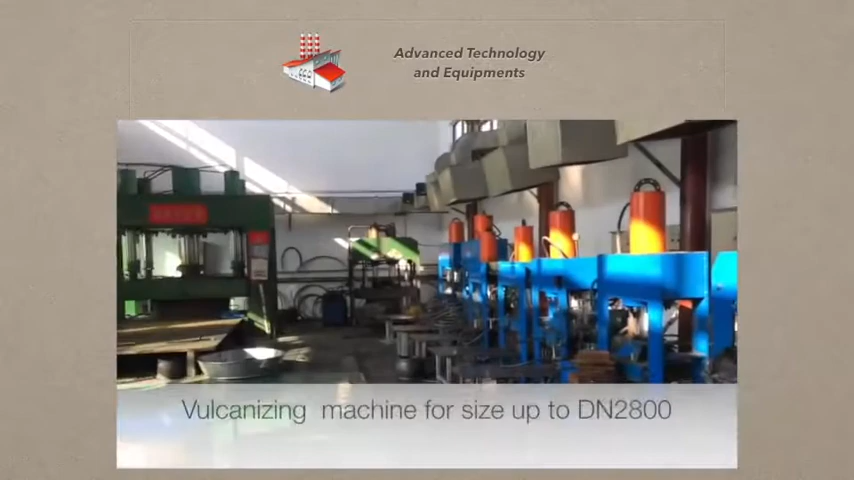 Advanced Technology
and Equipments
Vulcanizing machine for size up to DN2800